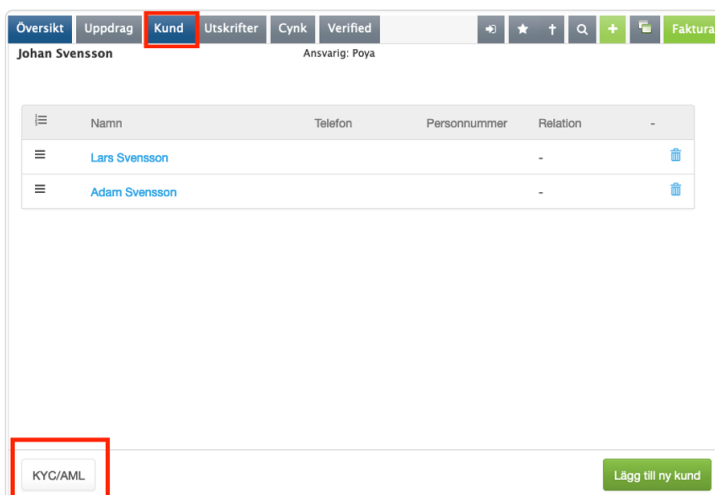 Översikt Uppdrag Kund Utskrifter Cynk Verified Faktura
Johan Svensson Ansvarig: Poya
Namn Telefon Personnummer Relation -
Lars Svensson -
Adam Svensson -
KYC/AML Lägg till ny kund